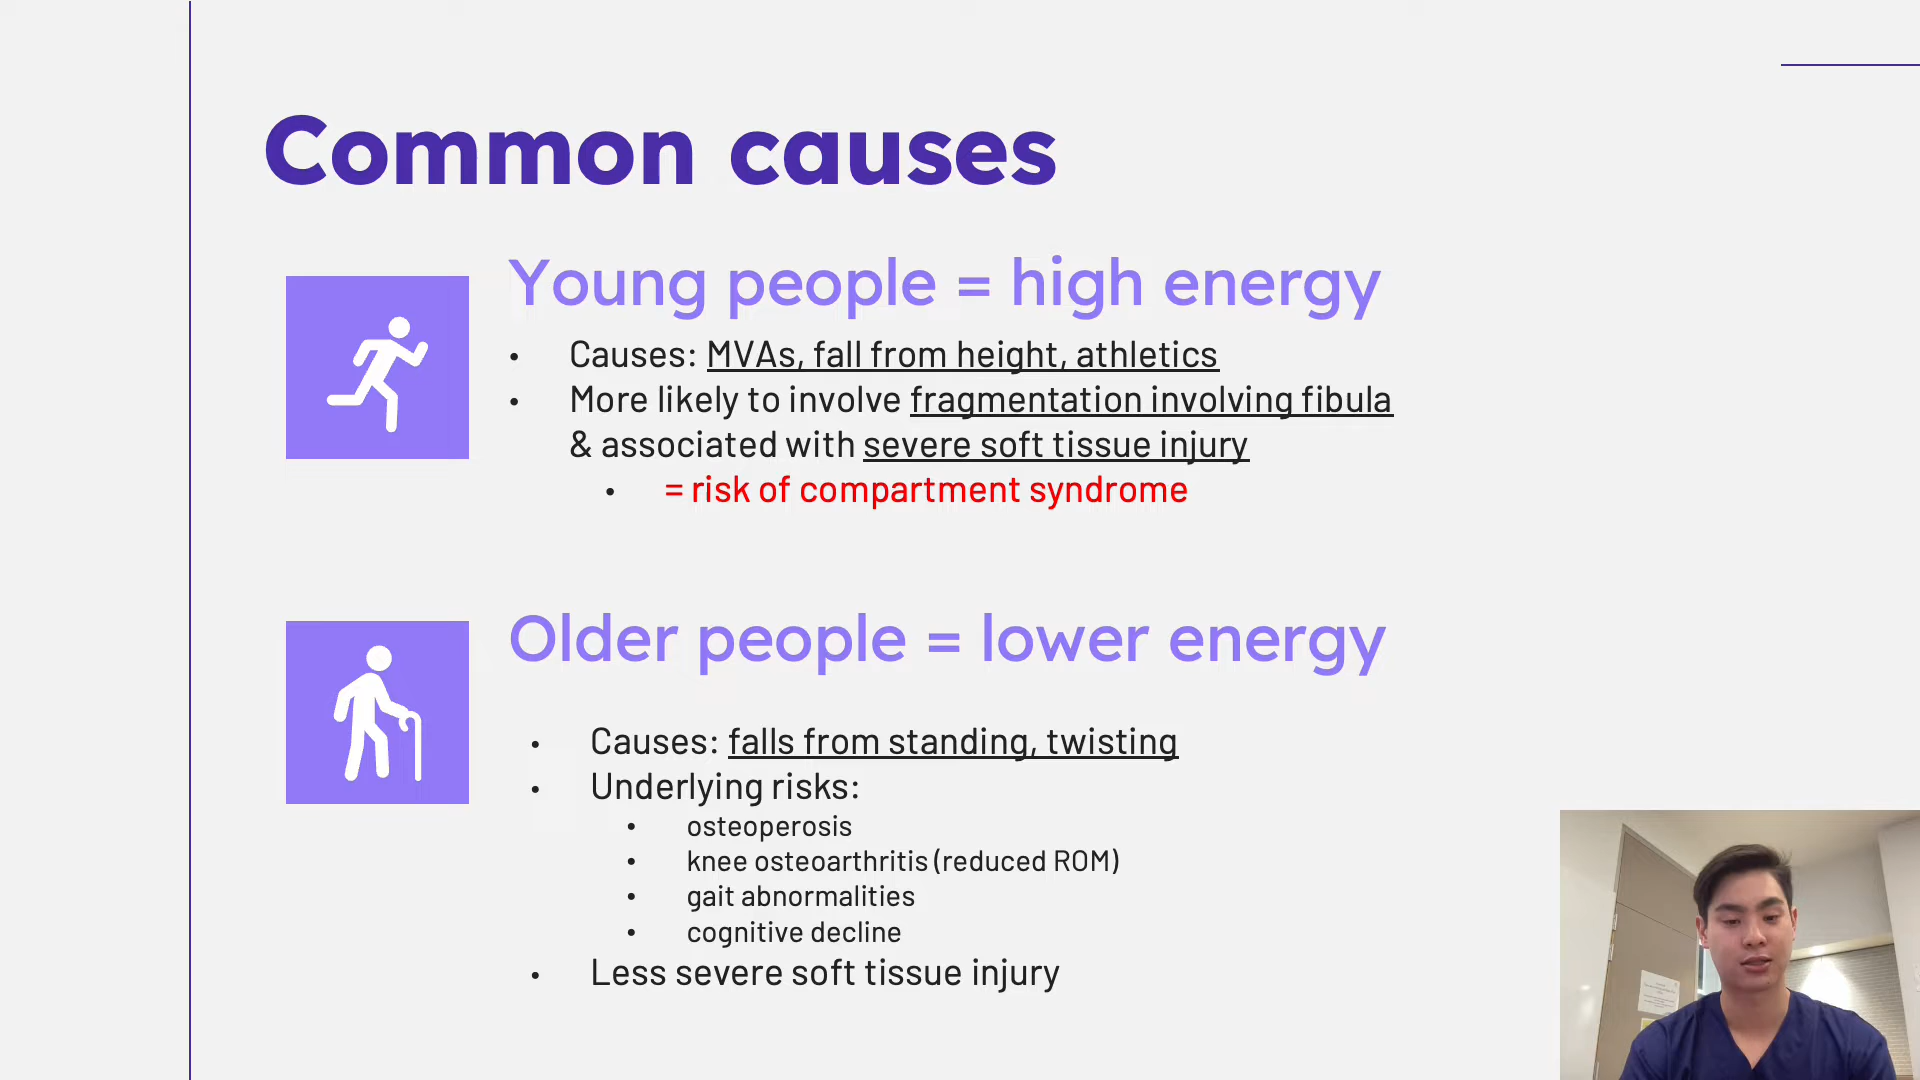 Common causes
Young people = high energy
• Causes: MVAs, fall from height, athletics
• More likely to involve fragmentation involving fibula
& associated with severe soft tissue injury
• = risk of compartment syndrome
Older people = lower energy
• Causes: falls from standing, twisting
• Underlying risks:
• osteoperosis
• knee osteoarthritis (reduced ROM)
• gait abnormalities
• cognitive decline
• Less severe soft tissue injury